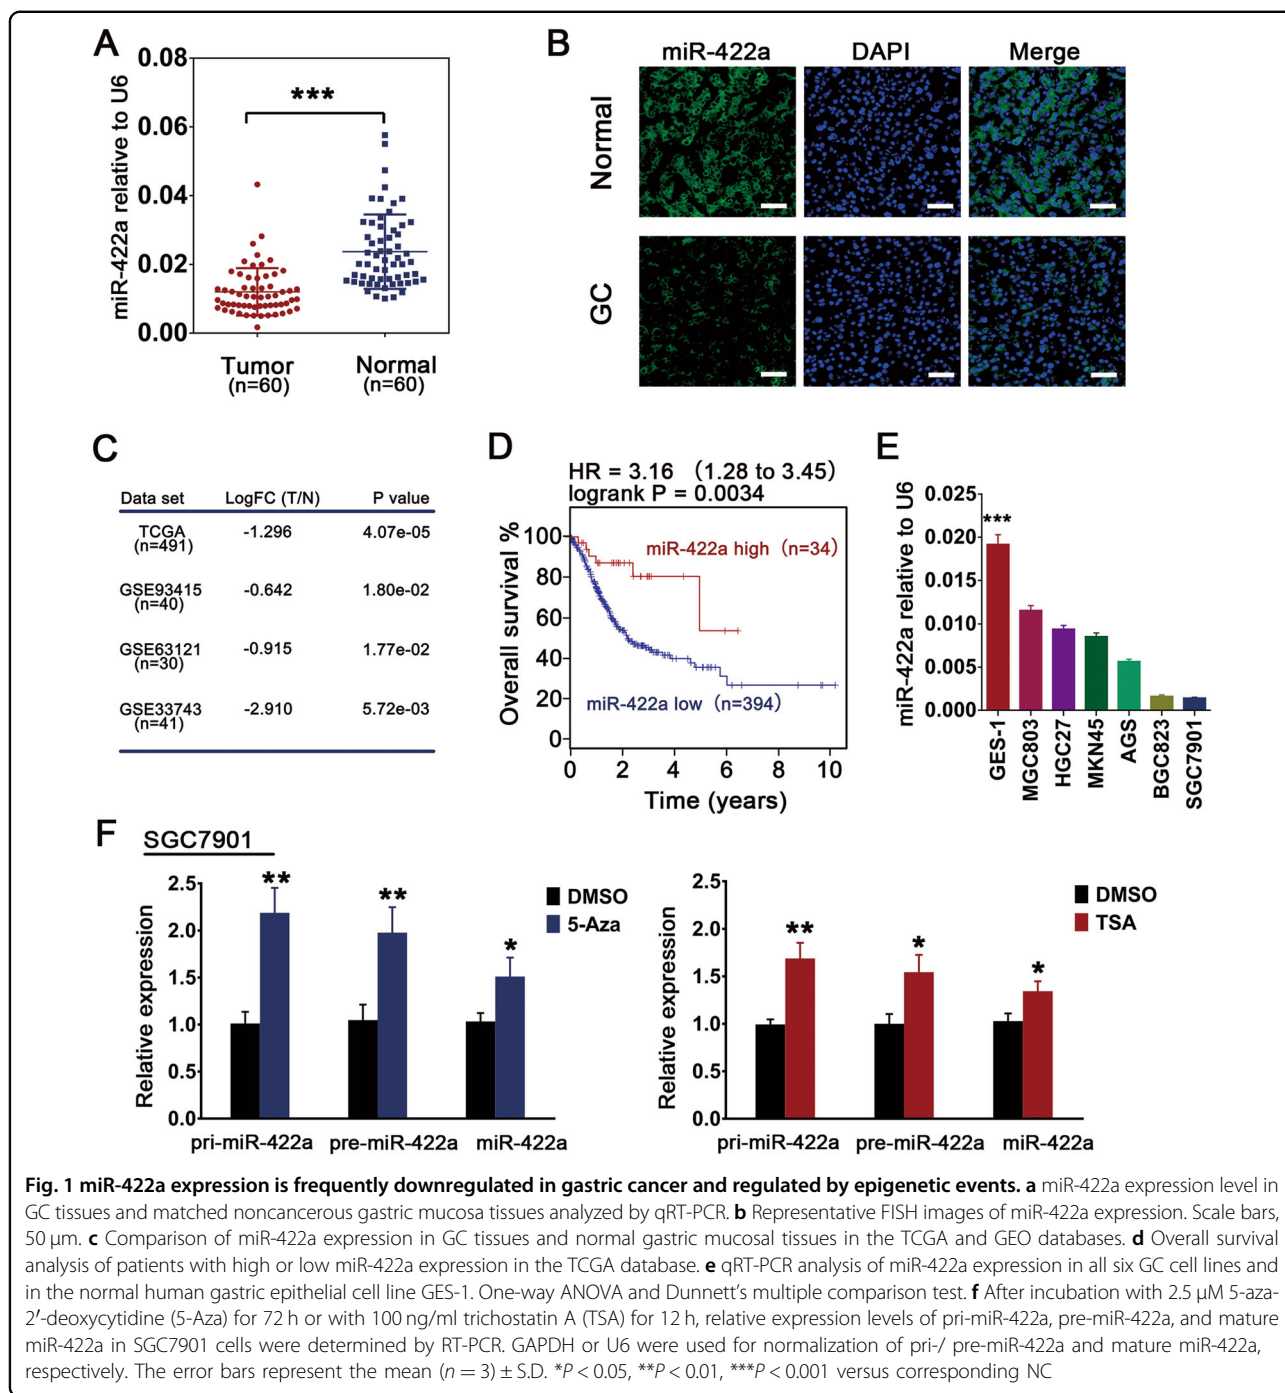 A
miR-422a relative to U6
0.08
0.06
0.04
0.02
0.00
***
Tumor
(n=60)
Normal
(n=60)
B
miR-422a DAPI Merge
Normal
GC
C
Data set LogFC (T/N) P value
TCGA
(n=491) -1.296 4.07e-05
GSE93415
(n=40) -0.642 1.80e-02
GSE63121
(n=30) -0.915 1.77e-02
GSE33743
(n=41) -2.910 5.72e-03
D
HR = 3.16 (1.28 to 3.45)
logrank P = 0.0034
Overall survival %
100
80
60
40
20
0
miR-422a high (n=34)
miR-422a low (n=394)
0 2 4 6 8 10
Time (years)
E
miR-422a relative to U6
0.025
0.020
0.015
0.010
0.005
0.000
***
GES-1
MGC803
HGC27
MKN45
AGS
BGC823
SGC7901
F
SGC7901
Relative expression
2.5
2.0
1.5
1.0
0.5
0.0
** ** *
DMSO
5-Aza
pri-miR-422a pre-miR-422a miR-422a
Relative expression
2.5
2.0
1.5
1.0
0.5
0.0
** * *
DMSO
TSA
pri-miR-422a pre-miR-422a miR-422a
Fig. 1 miR-422a expression is frequently downregulated in gastric cancer and regulated by epigenetic events. a miR-422a expression level in
GC tissues and matched noncancerous gastric mucosa tissues analyzed by qRT-PCR. b Representative FISH images of miR-422a expression. Scale bars,
50 μm. c Comparison of miR-422a expression in GC tissues and normal gastric mucosal tissues in the TCGA and GEO databases. d Overall survival
analysis of patients with high or low miR-422a expression in the TCGA database. e qRT-PCR analysis of miR-422a expression in all six GC cell lines and
in the normal human gastric epithelial cell line GES-1. One-way ANOVA and Dunnett's multiple comparison test. f After incubation with 2.5 μM 5-aza-
2′-deoxycytidine (5-Aza) for 72 h or with 100 ng/ml trichostatin A (TSA) for 12 h, relative expression levels of pri-miR-422a, pre-miR-422a, and mature
miR-422a in SGC7901 cells were determined by RT-PCR. GAPDH or U6 were used for normalization of pri-/ pre-miR-422a and mature miR-422a,
respectively. The error bars represent the mean (n = 3) ± S.D. *P < 0.05, **P < 0.01, ***P < 0.001 versus corresponding NC